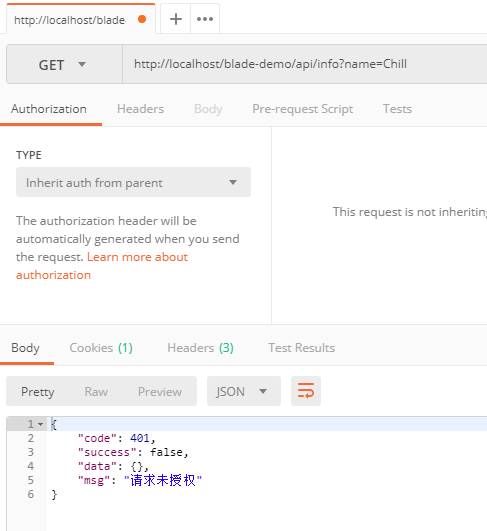 http://localhost/blade
GET http://localhost/blade-demo/api/info?name=Chill
Authorization Headers Body Pre-request Script Tests
TYPE
Inherit auth from parent
This request is not inheriting
The authorization header will be
automatically generated when you send
the request. Learn more about
authorization
Body Cookies (1) Headers (3) Test Results
Pretty Raw Preview JSON
1 {
2 "code": 401,
3 "success": false,
4 "data": {},
5 "msg": "请求未授权"
6 }